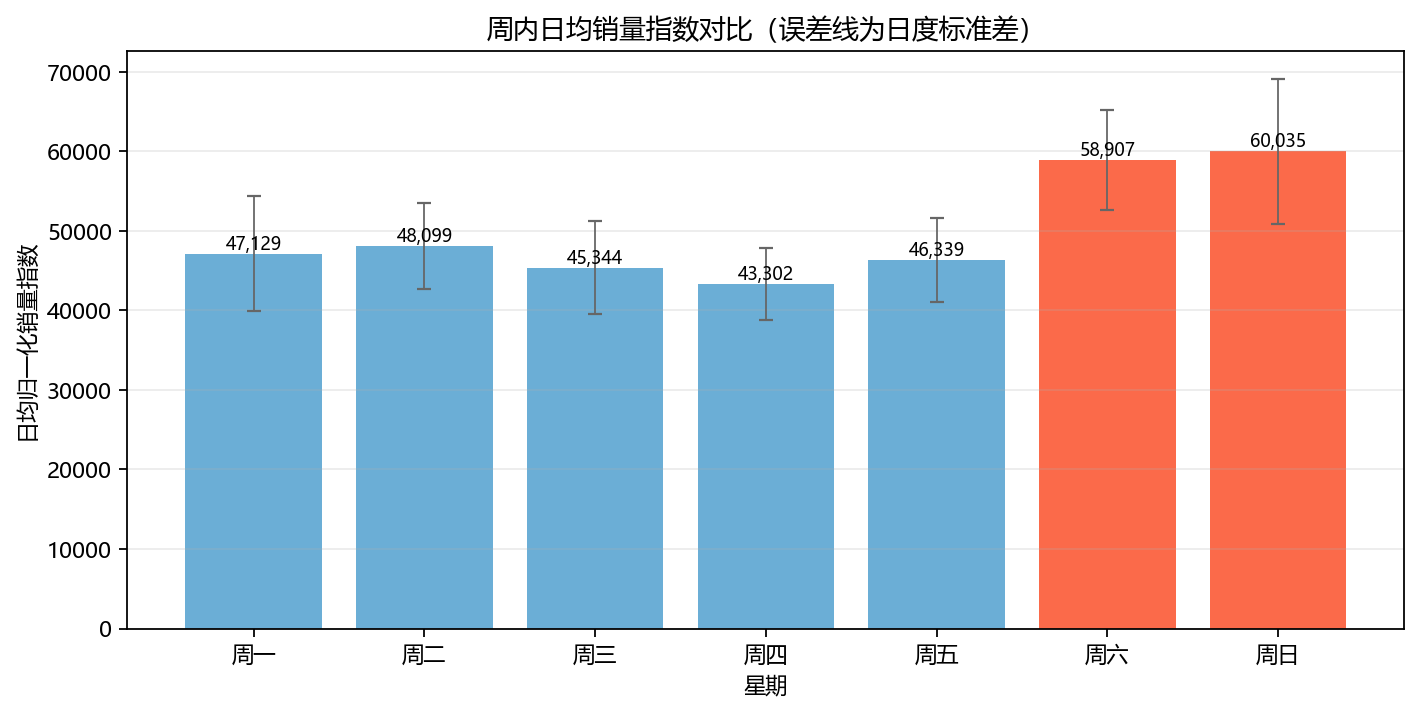 周内日均销量指数对比（误差线为日度标准差）
日均归一化销量指数
70000
60000
50000
40000
30000
20000
10000
0
47,129
48,099
45,344
43,302
46,339
58,907
60,035
周一
周二
周三
周四
周五
周六
周日
星期